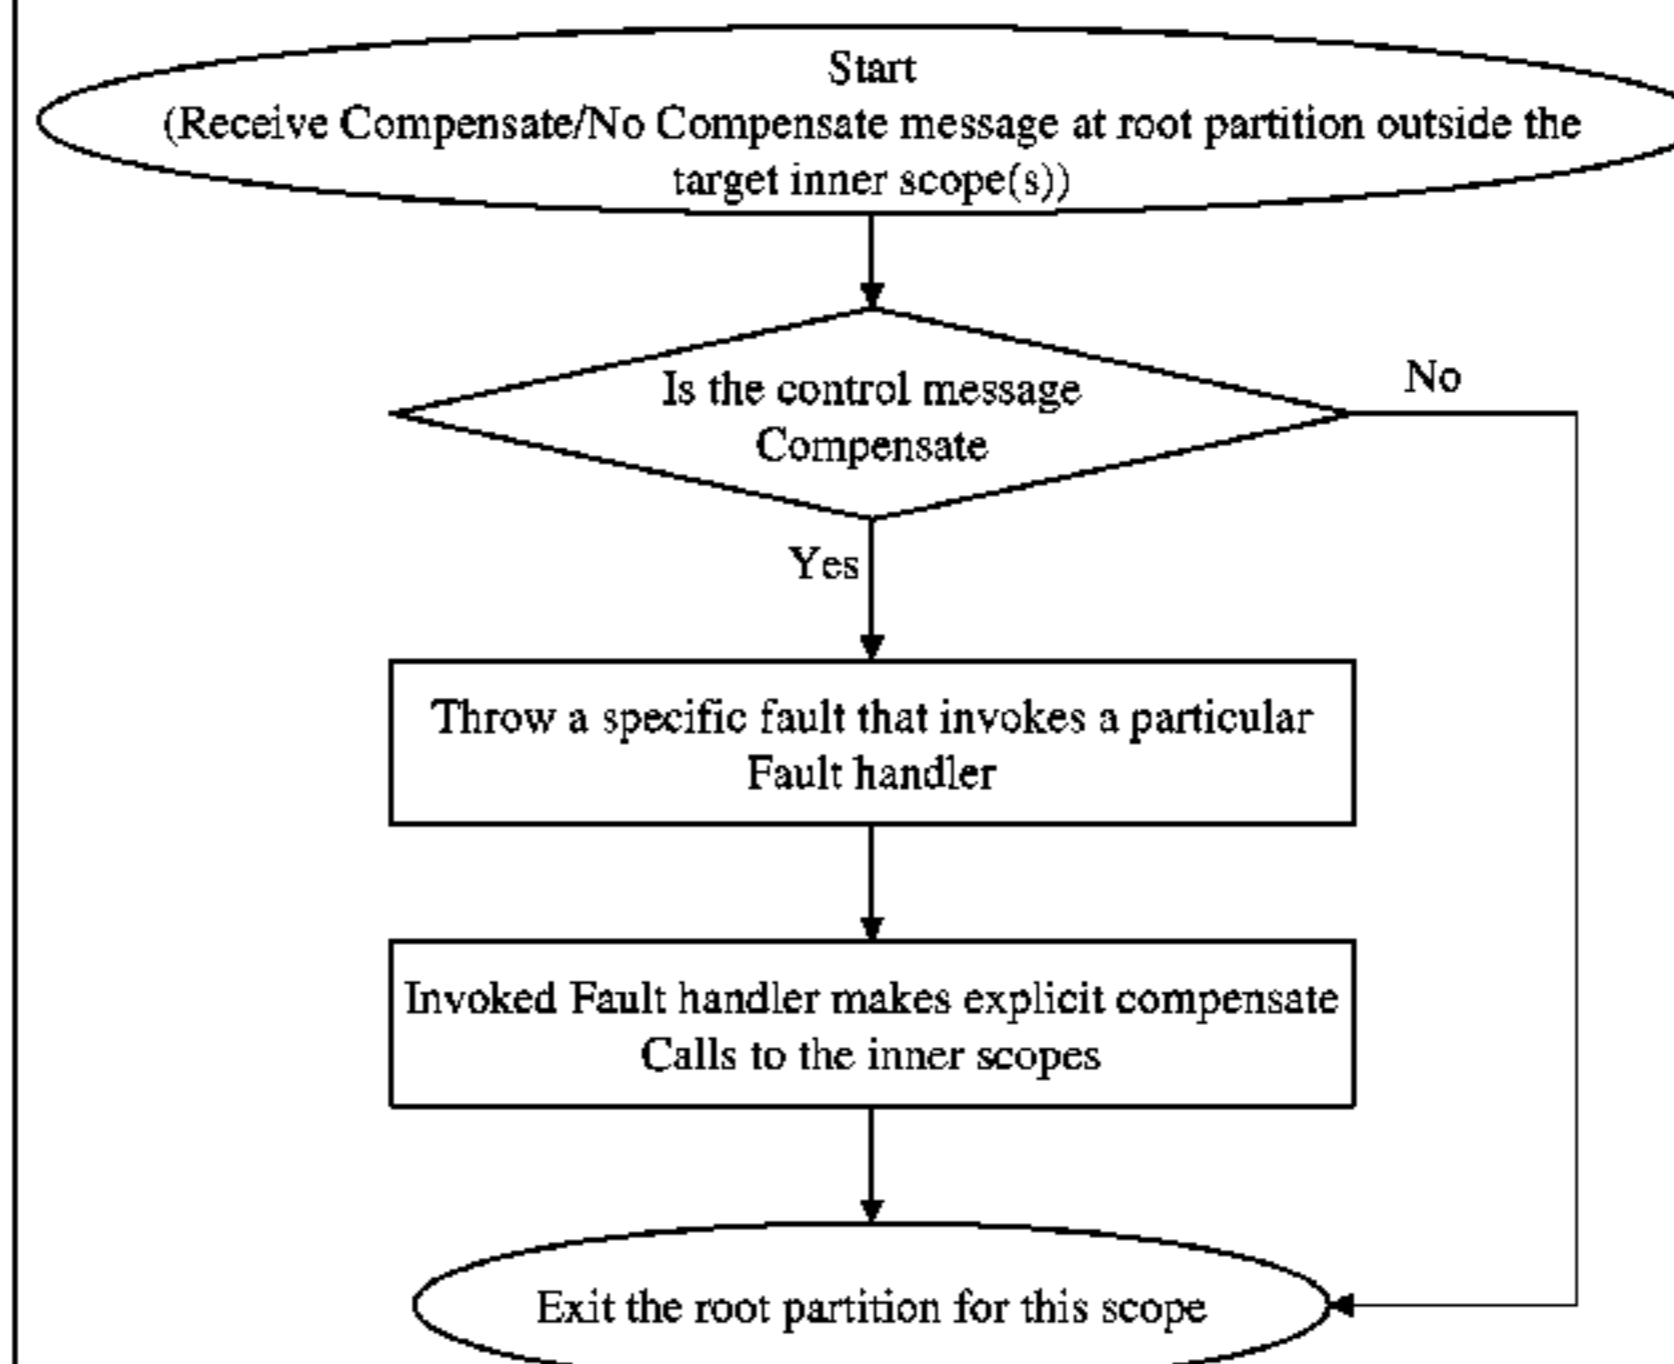 Start
(Receive Compensate/No Compensate message at root partition outside the
target inner scope(s))
Is the control message
Compensate
No
Yes
Throw a specific fault that invokes a particular
Fault handler
Invoked Fault handler makes explicit compensate
Calls to the inner scopes
Exit the root partition for this scope